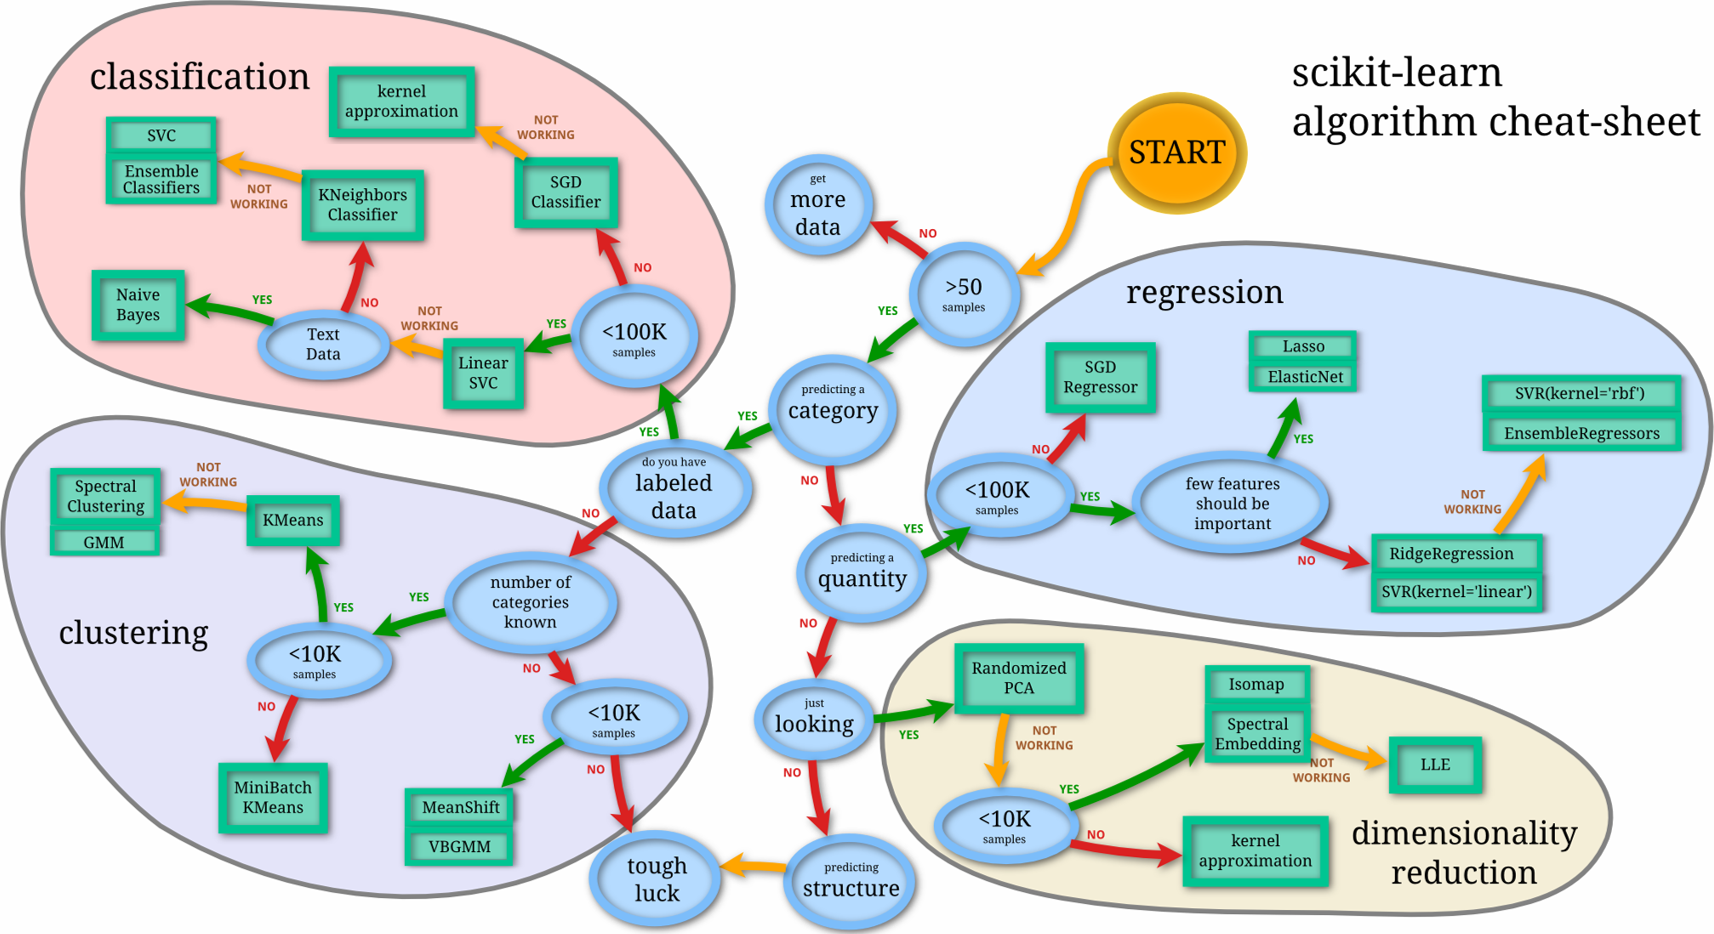 scikit-learn
algorithm cheat-sheet
START
classification
kernel
approximation
NOT
WORKING
SVC
Ensemble
Classifiers
NOT
WORKING
KNeighbors
Classifier
SGD
Classifier
NO
Naive
Bayes
YES
NO
Text
Data
NOT
WORKING
Linear
SVC
YES
<100K
samples
YES
get
more
data
NO
>50
samples
YES
predicting a
category
YES
NO
do you have
labeled
data
NO
predicting a
quantity
YES
NO
just
looking
YES
NO
predicting
structure
tough
luck
regression
SGD
Regressor
Lasso
ElasticNet
SVR(kernel='rbf')
EnsembleRegressors
YES
NO
<100K
samples
YES
few features
should be
important
NOT
WORKING
NO
RidgeRegression
SVR(kernel='linear')
clustering
Spectral
Clustering
GMM
NOT
WORKING
KMeans
YES
number of
categories
known
YES
NO
<10K
samples
NO
MiniBatch
KMeans
<10K
samples
YES
NO
MeanShift
VBGMM
dimensionality
reduction
Randomized
PCA
NOT
WORKING
Isomap
Spectral
Embedding
NOT
WORKING
LLE
YES
<10K
samples
NO
kernel
approximation